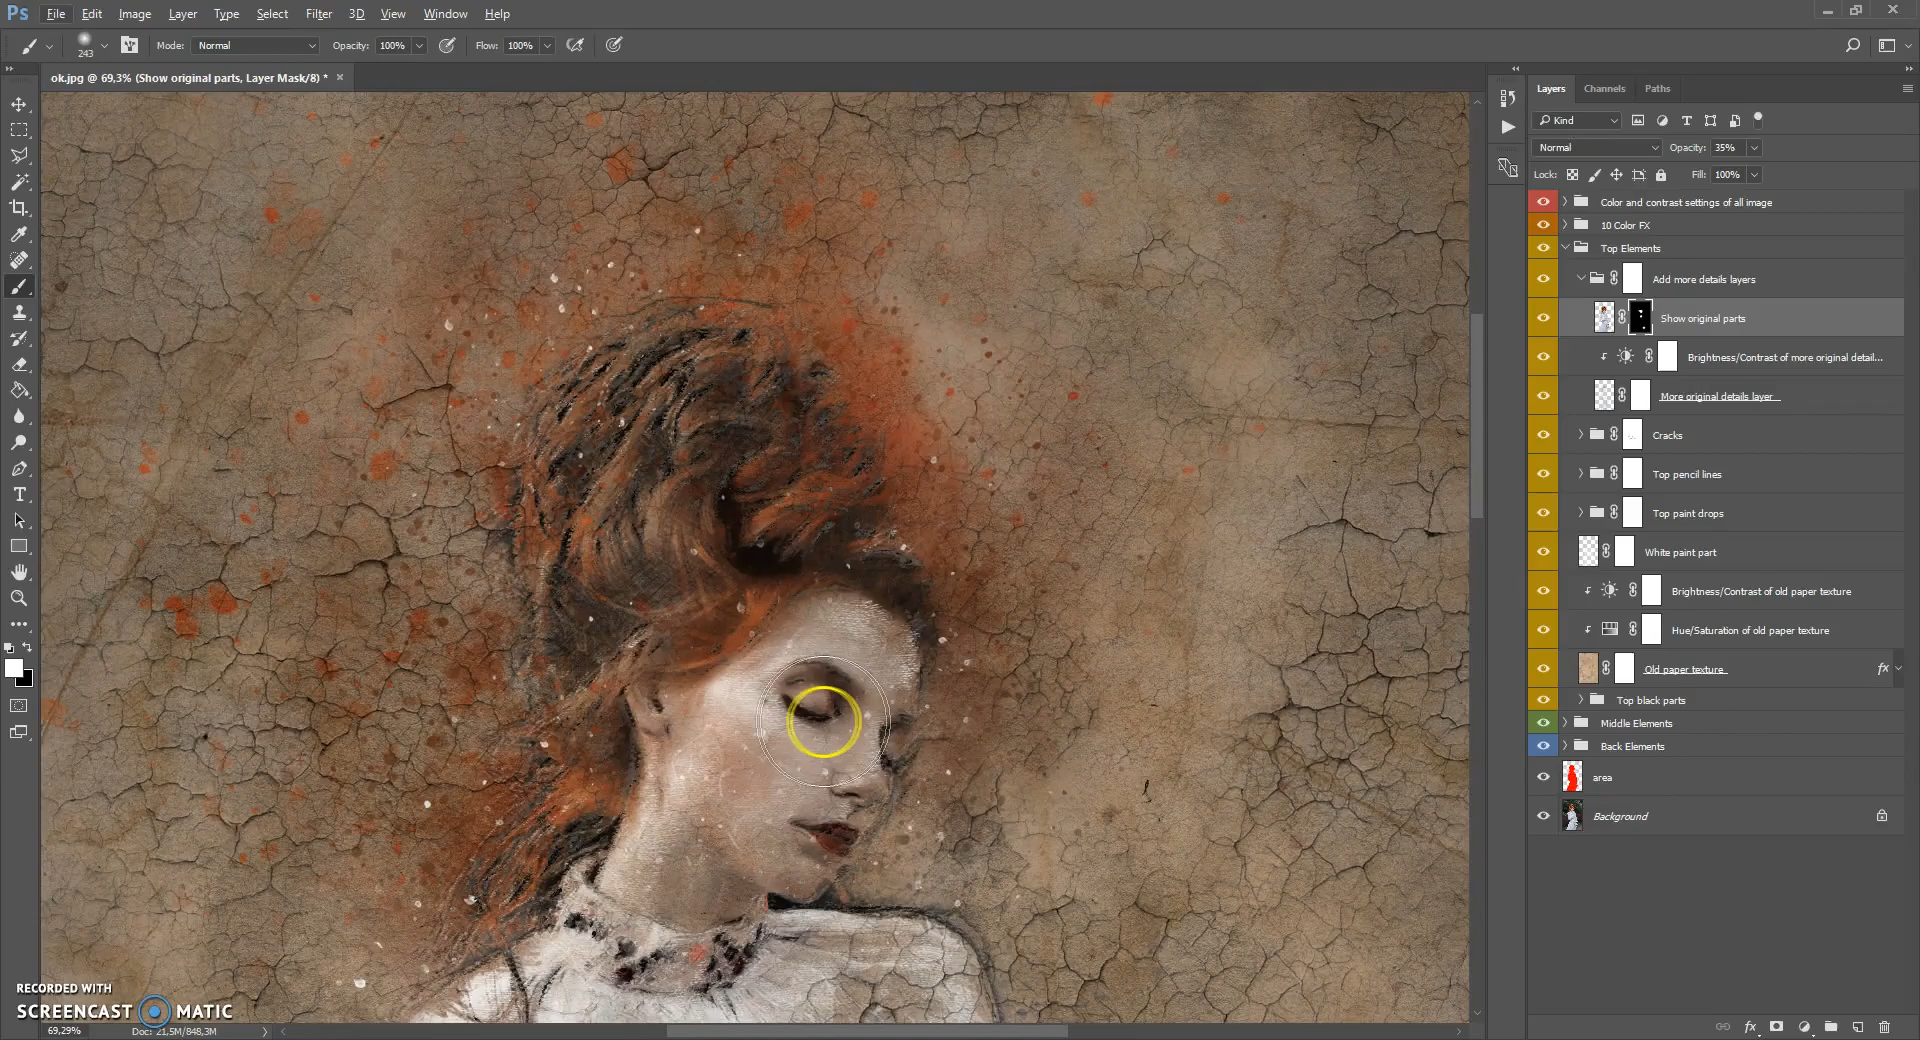 Ps File Edit Image Layer Type Select Filter 3D View Window Help
243 Mode: Normal Opacity: 100% Flow: 100%
ok.jpg @ 69,3% (Show original parts, Layer Mask/8) *
Layers Channels Paths
Kind
Normal Opacity: 35%
Lock: Fill: 100%
Color and contrast settings of all image
10 Color FX
Top Elements
Add more details layers
Show original parts
Brightness/Contrast of more original detail...
More original details layer
Cracks
Top pencil lines
Top paint drops
White paint part
Brightness/Contrast of old paper texture
Hue/Saturation of old paper texture
Old paper texture fx
Top black parts
Middle Elements
Back Elements
area
Background
RECORDED WITH
SCREENCAST MATIC
69,29% Doc: 21,5M/848,3M
fx